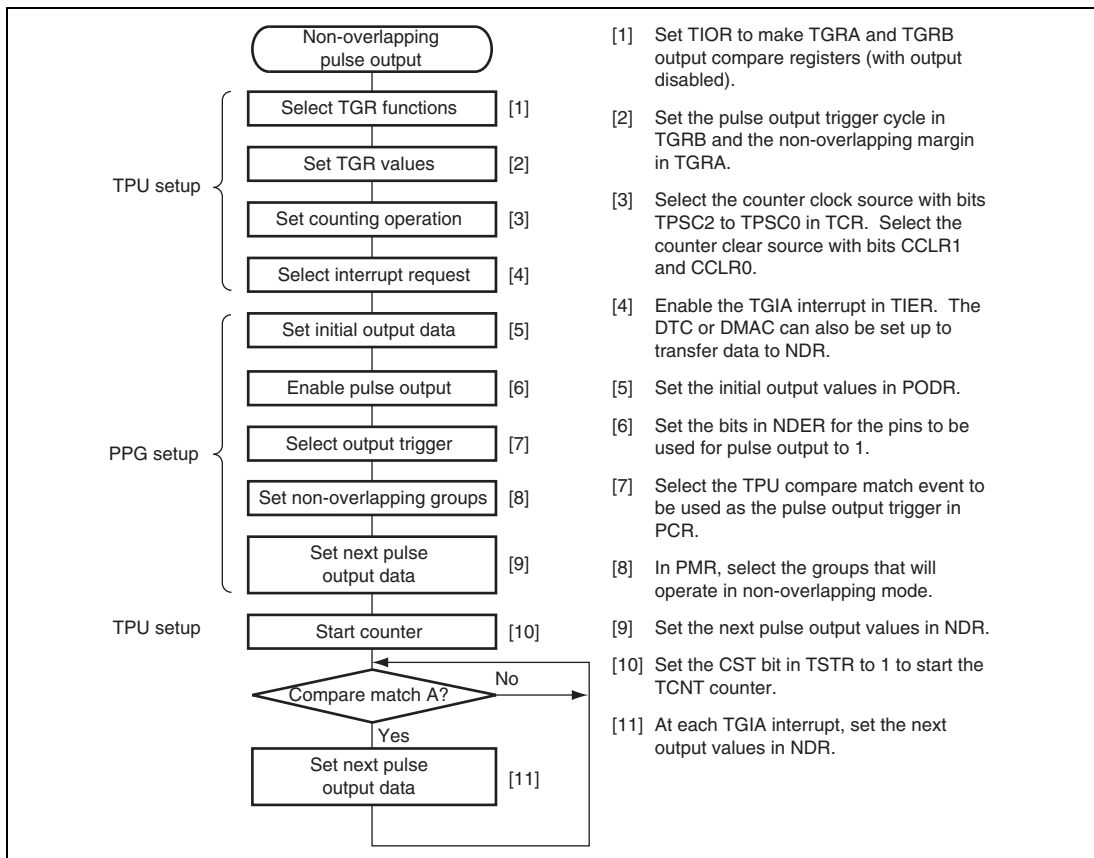 Non-overlapping
pulse output
TPU setup
Select TGR functions [1]
Set TGR values [2]
Set counting operation [3]
Select interrupt request [4]
PPG setup
Set initial output data [5]
Enable pulse output [6]
Select output trigger [7]
Set non-overlapping groups [8]
Set next pulse
output data
[9]
TPU setup
Start counter [10]
Compare match A?
No
Yes
Set next pulse
output data
[11]
[1] Set TIOR to make TGRA and TGRB
output compare registers (with output
disabled).
[2] Set the pulse output trigger cycle in
TGRB and the non-overlapping margin
in TGRA.
[3] Select the counter clock source with bits
TPSC2 to TPSC0 in TCR. Select the
counter clear source with bits CCLR1
and CCLR0.
[4] Enable the TGIA interrupt in TIER. The
DTC or DMAC can also be set up to
transfer data to NDR.
[5] Set the initial output values in PODR.
[6] Set the bits in NDER for the pins to be
used for pulse output to 1.
[7] Select the TPU compare match event to
be used as the pulse output trigger in
PCR.
[8] In PMR, select the groups that will
operate in non-overlapping mode.
[9] Set the next pulse output values in NDR.
[10] Set the CST bit in TSTR to 1 to start the
TCNT counter.
[11] At each TGIA interrupt, set the next
output values in NDR.